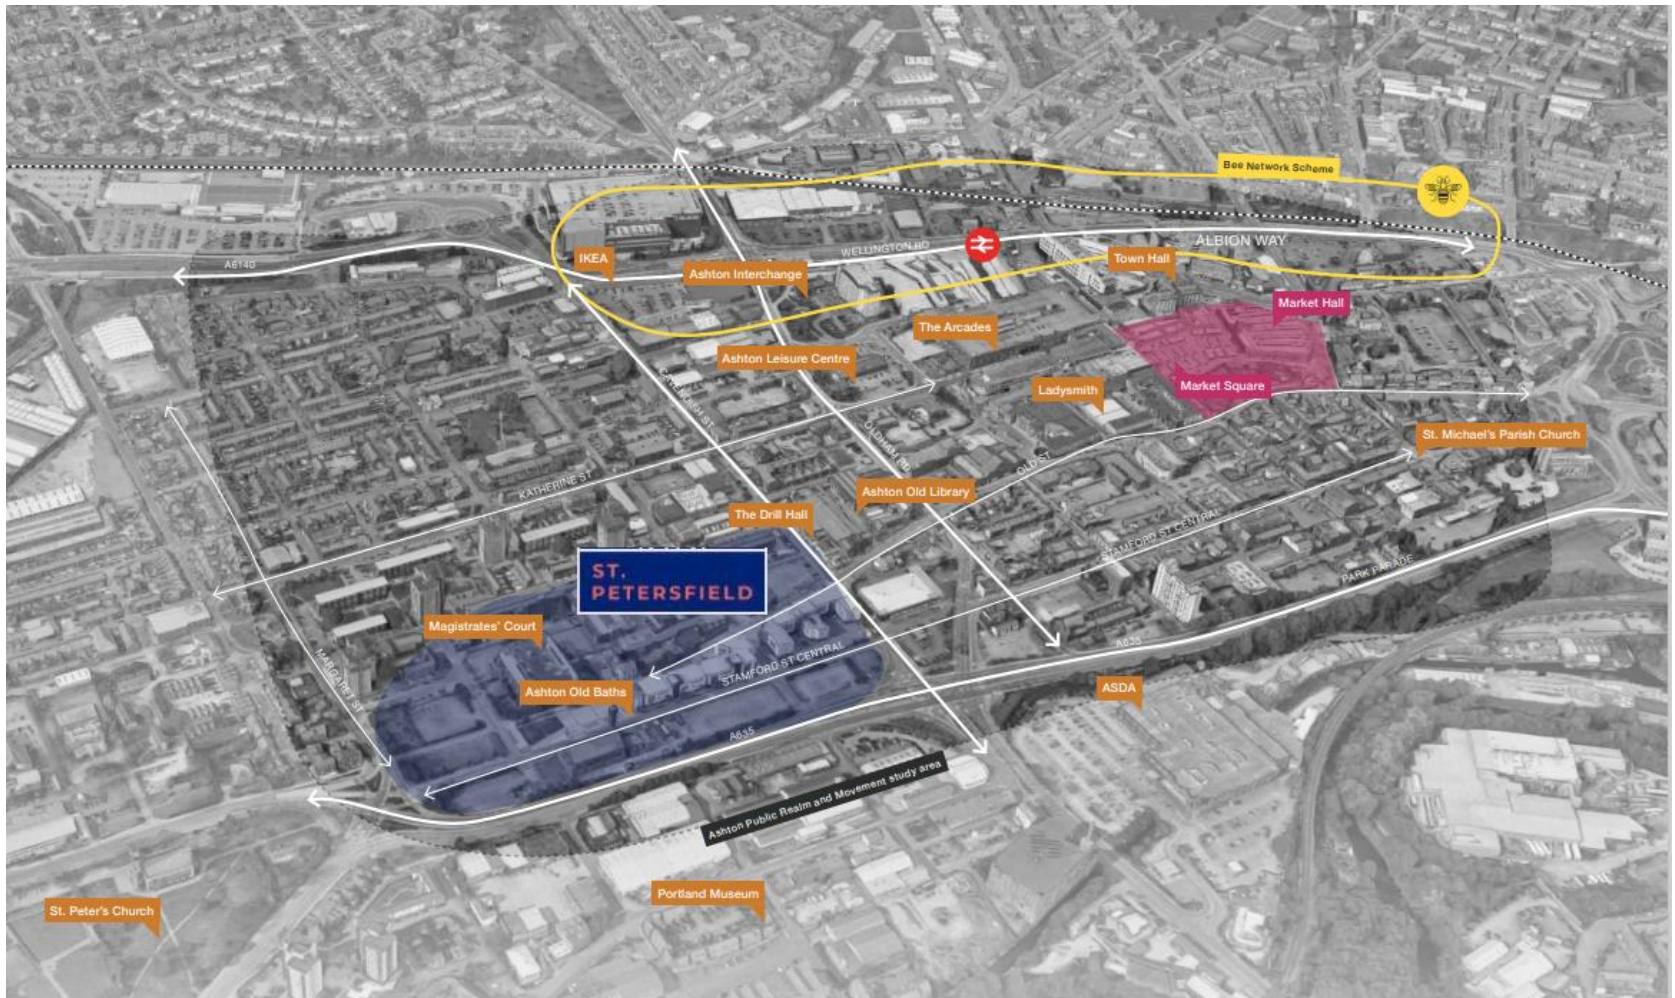 Bee Network Scheme
ALBION WAY
WELLINGTON RD
A6140
IKEA
Ashton Interchange
Town Hall
Market Hall
The Arcades
Ashton Leisure Centre
Market Square
Ladysmith
CAVENDISH ST
OLDHAM RD
St. Michael's Parish Church
OLD ST
KATHERINE ST
Ashton Old Library
The Drill Hall
STAMFORD ST CENTRAL
PARK PARADE
ST.
PETERSFIELD
Magistrates' Court
A635
STAMFORD ST CENTRAL
MARGARET ST
Ashton Old Baths
ASDA
A635
Ashton Public Realm and Movement study area
Portland Museum
St. Peter's Church